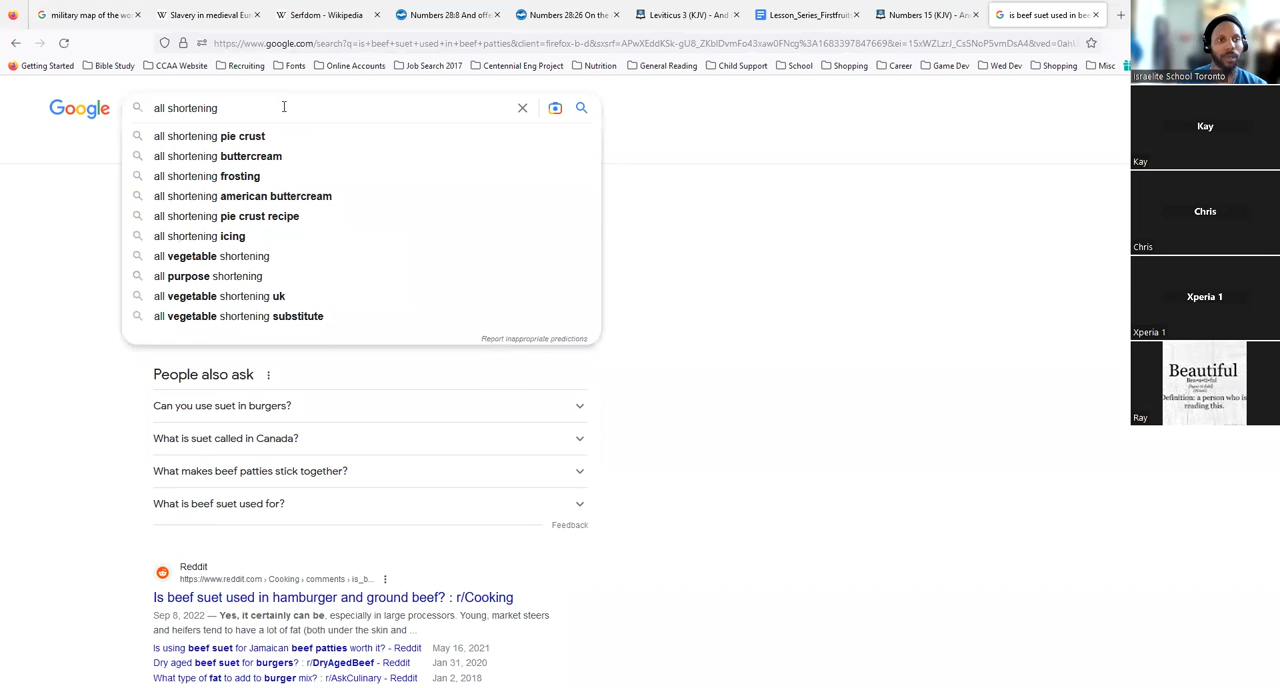 military map of the wo
Slavery in medieval Eur
Serfdom - Wikipedia
Numbers 28:8 And offe
Numbers 28:26 On the
Leviticus 3 (KJV) - And
Lesson_Series_Firstfruits
Numbers 15 (KJV) - An
is beef suet used in bee
Getting Started
Bible Study
CCAA Website
Recruiting
Fonts
Online Accounts
Job Search 2017
Centennial Eng Project
Nutrition
General Reading
Child Support
School
Shopping
Career
Game Dev
Wed Dev
Shopping
Misc
Google
all shortening
all shortening pie crust
all shortening buttercream
all shortening frosting
all shortening american buttercream
all shortening pie crust recipe
all shortening icing
all vegetable shortening
all purpose shortening
all vegetable shortening uk
all vegetable shortening substitute
Report inappropriate predictions
People also ask
Can you use suet in burgers?
What is suet called in Canada?
What makes beef patties stick together?
What is beef suet used for?
Feedback
Reddit
https://www.reddit.com › Cooking › comments › is_b...
Is beef suet used in hamburger and ground beef? : r/Cooking
Sep 8, 2022 — Yes, it certainly can be, especially in large processors. Young, market steers
and heifers tend to have a lot of fat (both under the skin and ...
Is using beef suet for Jamaican beef patties worth it? - Reddit May 16, 2021
Dry aged beef suet for burgers? : r/DryAgedBeef - Reddit Jan 31, 2020
What type of fat to add to burger mix? : r/AskCulinary - Reddit Jan 2, 2018
Israelite School Toronto
Kay
Kay
Chris
Chris
Xperia 1
Xperia 1
Beautiful
Definition: a person who is
reading this.
Ray